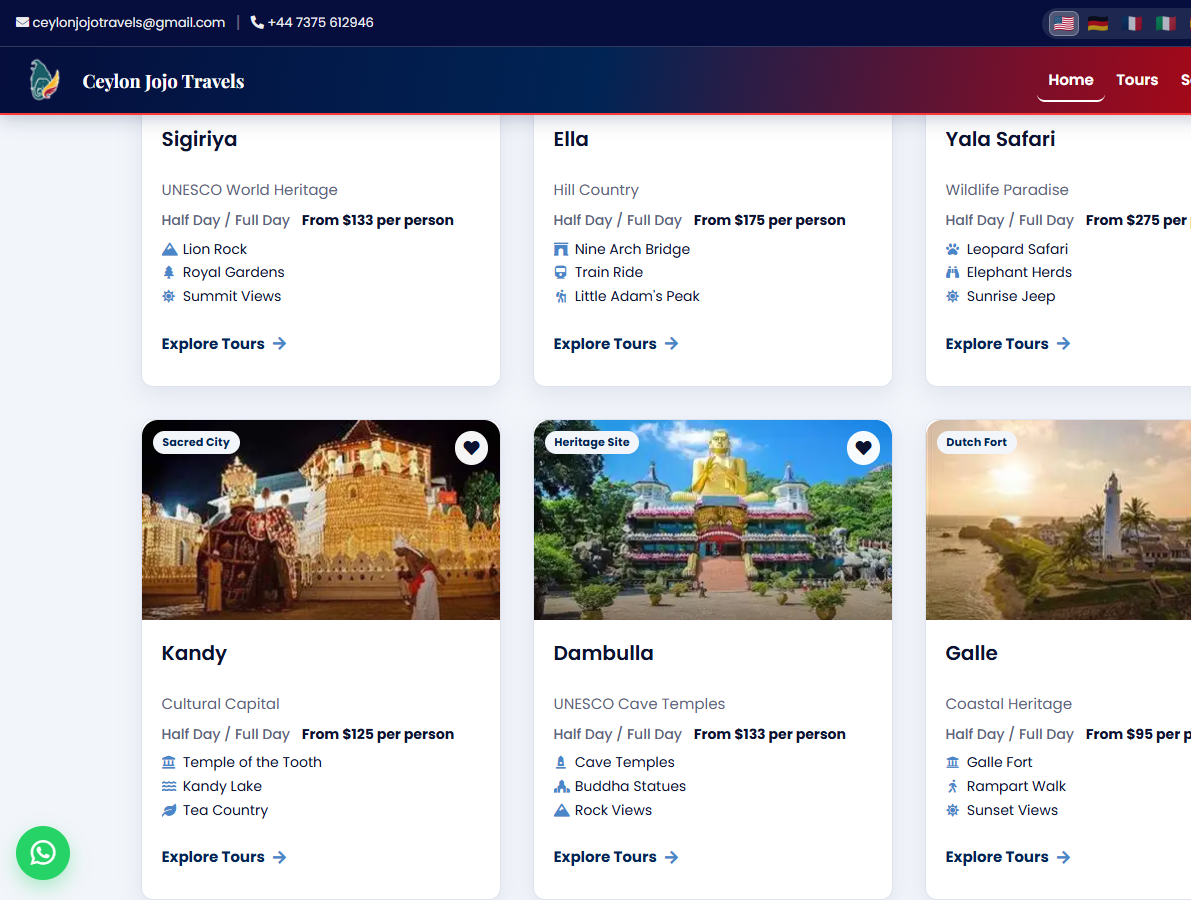 ceylonjojotravels@gmail.com | +44 7375 612946
Ceylon Jojo Travels
Home Tours S
Sigiriya
UNESCO World Heritage
Half Day / Full Day From $133 per person
Lion Rock
Royal Gardens
Summit Views
Explore Tours
Ella
Hill Country
Half Day / Full Day From $175 per person
Nine Arch Bridge
Train Ride
Little Adam's Peak
Explore Tours
Yala Safari
Wildlife Paradise
Half Day / Full Day From $275 per
Leopard Safari
Elephant Herds
Sunrise Jeep
Explore Tours
Sacred City
Kandy
Cultural Capital
Half Day / Full Day From $125 per person
Temple of the Tooth
Kandy Lake
Tea Country
Explore Tours
Heritage Site
Dambulla
UNESCO Cave Temples
Half Day / Full Day From $133 per person
Cave Temples
Buddha Statues
Rock Views
Explore Tours
Dutch Fort
Galle
Coastal Heritage
Half Day / Full Day From $95 per p
Galle Fort
Rampart Walk
Sunset Views
Explore Tours